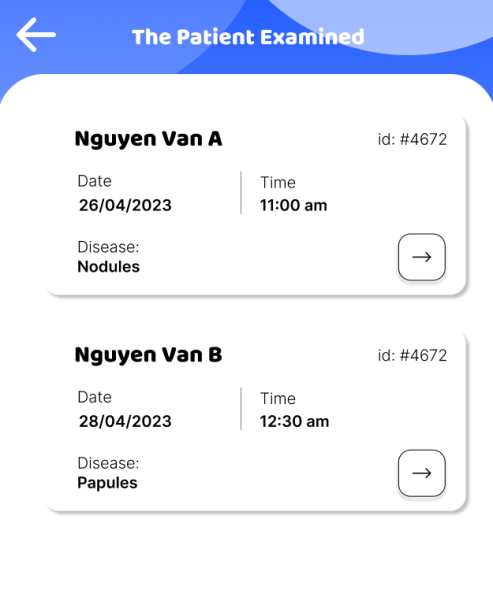 The Patient Examined
Nguyen Van A id: #4672
Date Time
26/04/2023 11:00 am
Disease:
Nodules
Nguyen Van B id: #4672
Date Time
28/04/2023 12:30 am
Disease:
Papules